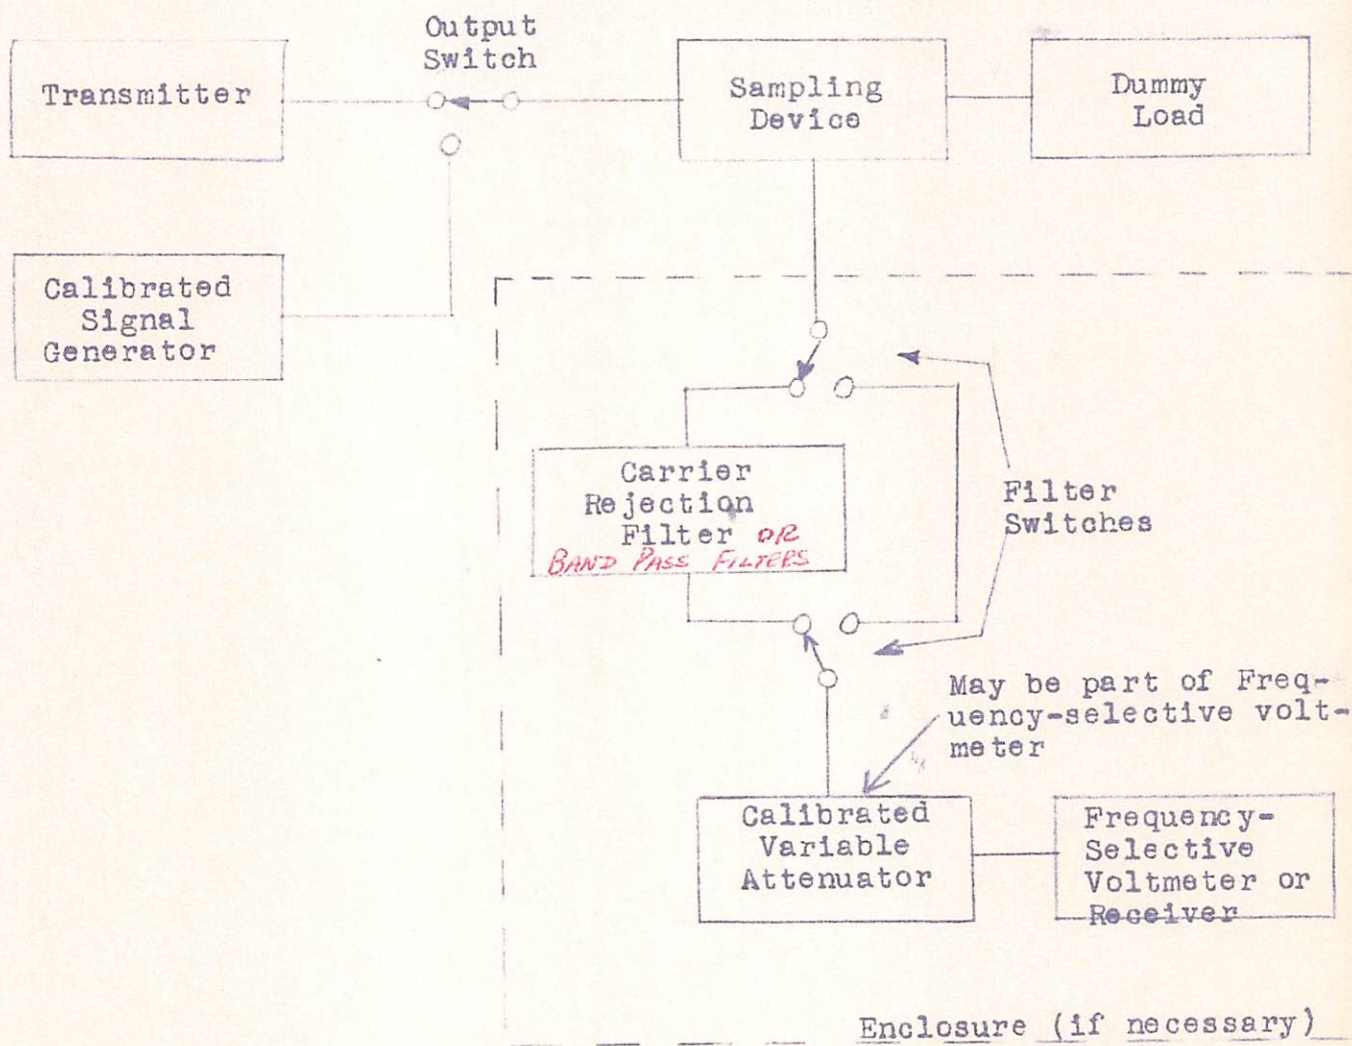 Output
Switch
Transmitter
Sampling
Device
Dummy
Load
Calibrated
Signal
Generator
Carrier
Rejection
Filter OR
BAND PASS FILTERS
Filter
Switches
May be part of Freq-
uency-selective volt-
meter
Calibrated
Variable
Attenuator
Frequency-
Selective
Voltmeter or
Receiver
Enclosure (if necessary)